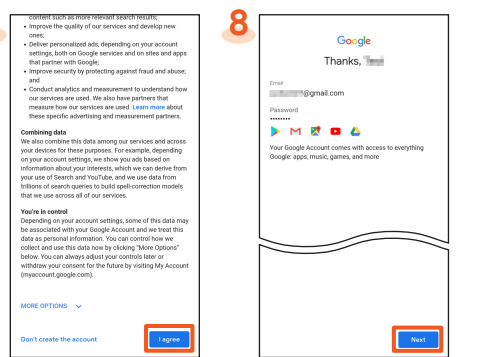 content such as more relevant search results;
• Improve the quality of our services and develop new
ones;
• Deliver personalized ads, depending on your account
settings, both on Google services and on sites and apps
that partner with Google;
• Improve security by protecting against fraud and abuse;
and
• Conduct analytics and measurement to understand how
our services are used. We also have partners that
measure how our services are used. Learn more about
these specific advertising and measurement partners.
Combining data
We also combine this data among our services and across
your devices for these purposes. For example, depending
on your account settings, we show you ads based on
information about your interests, which we can derive from
your use of Search and YouTube, and we use data from
trillions of search queries to build spell-correction models
that we use across all of our services.
You're in control
Depending on your account settings, some of this data may
be associated with your Google Account and we treat this
data as personal information. You can control how we
collect and use this data now by clicking "More Options"
below. You can always adjust your controls later or
withdraw your consent for the future by visiting My Account
(myaccount.google.com).
MORE OPTIONS
Don't create the account
I agree
8
Google
Thanks,
Email
@gmail.com
Password
••••••••
Your Google Account comes with access to everything
Google: apps, music, games, and more
Next